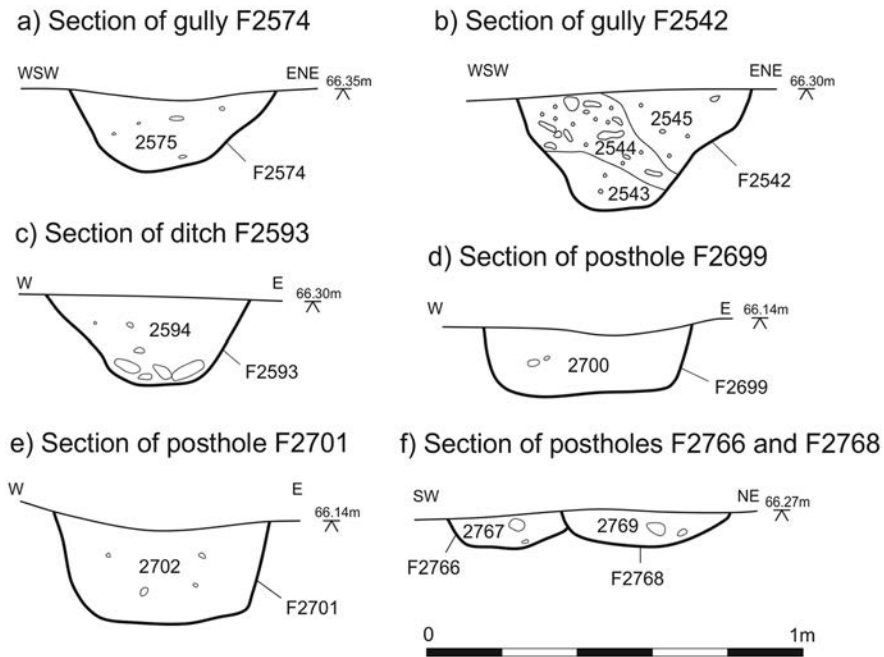 a) Section of gully F2574
WSW
ENE
66.35m
2575
F2574
b) Section of gully F2542
WSW
ENE
66.30m
2545
2544
2543
F2542
c) Section of ditch F2593
W
E
66.30m
2594
F2593
d) Section of posthole F2699
W
E
66.14m
2700
F2699
e) Section of posthole F2701
W
E
66.14m
2702
F2701
f) Section of postholes F2766 and F2768
SW
NE
66.27m
2767
2769
F2766
F2768
0
1m